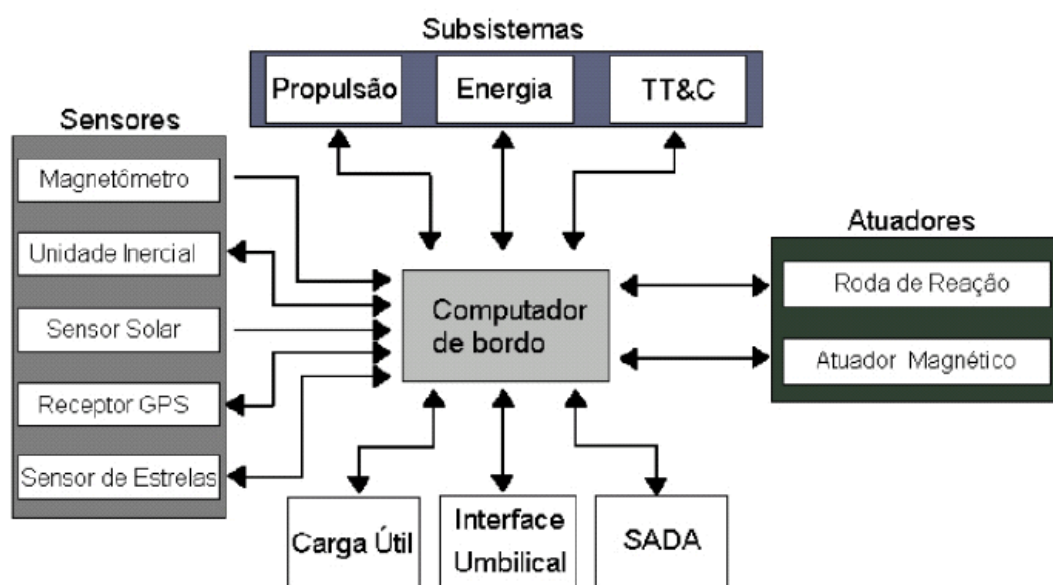 Subsistemas
Propulsão
Energia
TT&C
Sensores
Magnetômetro
Unidade Inercial
Sensor Solar
Receptor GPS
Sensor de Estrelas
Computador
de bordo
Atuadores
Roda de Reação
Atuador Magnético
Carga Útil
Interface
Umbilical
SADA